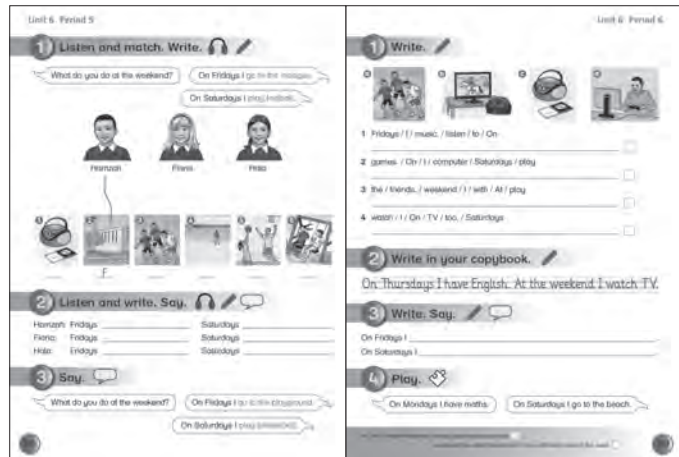 Unit 6 Period 5
1 Listen and match. Write.
What do you do at the weekend?
On Fridays I go to the mosque.
On Saturdays I play football.
Hamzah
Fiona
Hala
F
2 Listen and write. Say.
Hamzah: Fridays Saturdays
Fiona: Fridays Saturdays
Hala: Fridays Saturdays
3 Say.
What do you do at the weekend?
On Fridays I go to the playground.
On Saturdays I play
Unit 6 Period 6
1 Write.
1 Fridays / I / music. / listen / to / On
2 games. / On / I / computer / Saturdays / play
3 the / friends. / weekend / I / with / At / play
4 watch / I / On / TV / too. / Saturdays
2 Write in your copybook.
On Thursdays I have English. At the weekend I watch TV.
3 Write. Say.
On Fridays I
On Saturdays I
4 Play.
On Mondays I have maths.
On Saturdays I go to the beach.